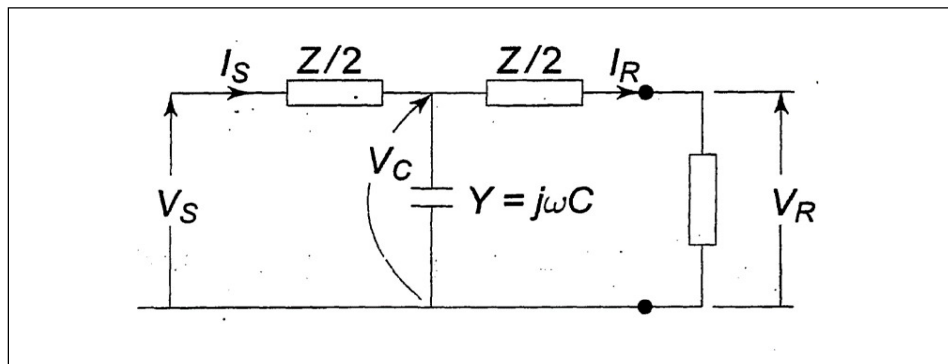 I_S Z/2 Z/2 I_R
V_C
V_S Y = jωC V_R